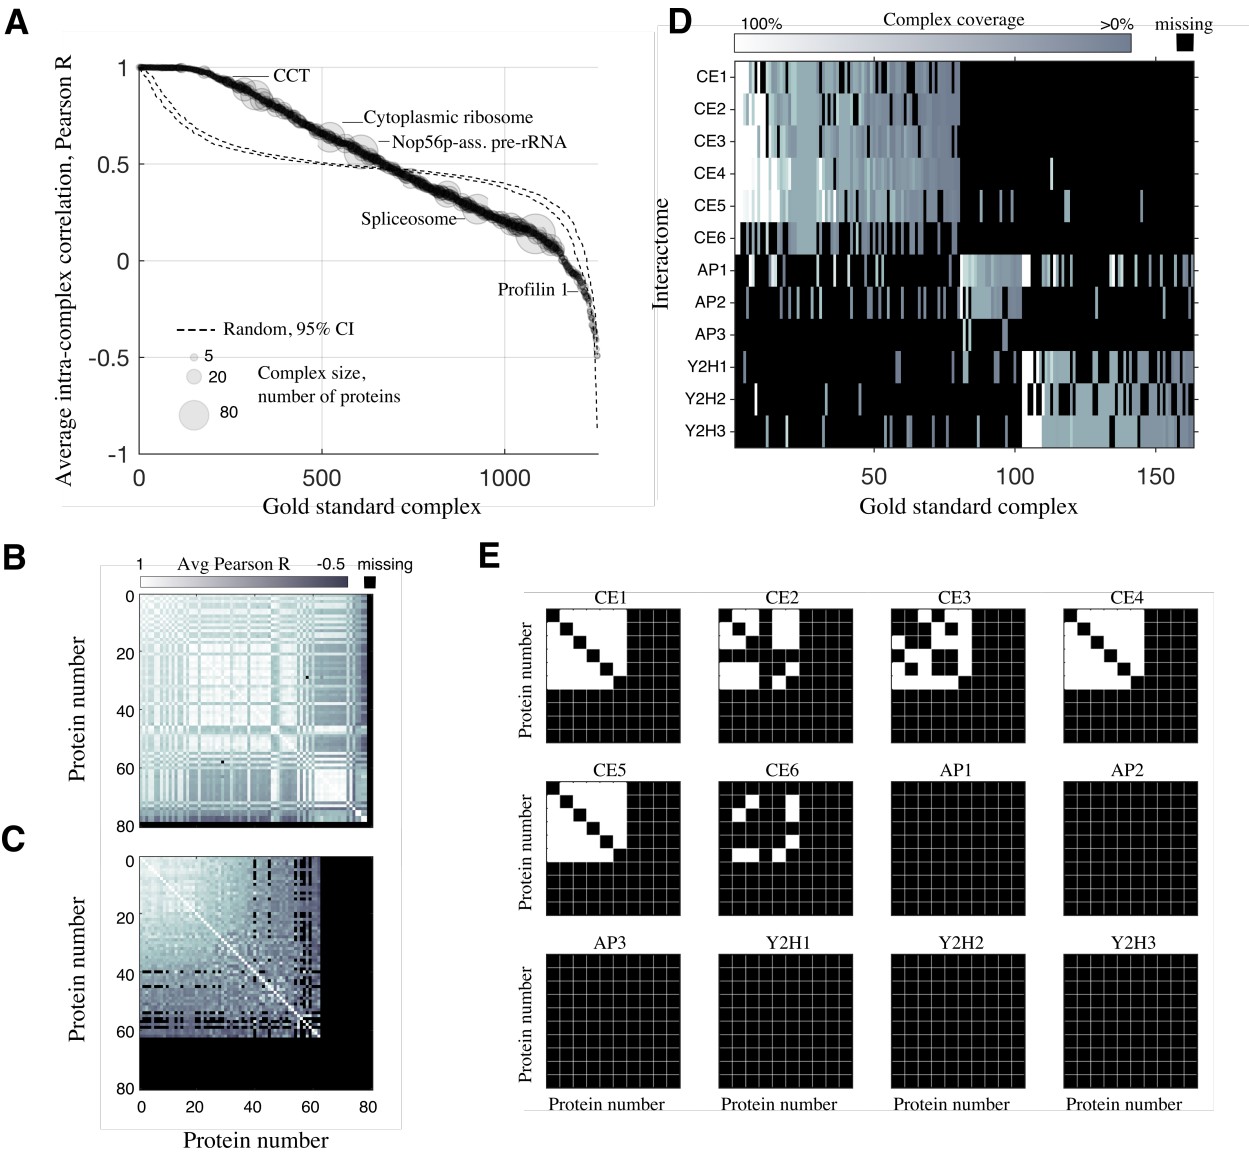 A
Average intra-complex correlation, Pearson R
1
0.5
0
-0.5
-1
CCT
Cytoplasmic ribosome
Nop56p-ass. pre-rRNA
Spliceosome
Profilin 1
Random, 95% CI
5
20
80
Complex size,
number of proteins
0 500 1000
Gold standard complex
D
100% Complex coverage >0% missing
Interactome
CE1
CE2
CE3
CE4
CE5
CE6
AP1
AP2
AP3
Y2H1
Y2H2
Y2H3
50 100 150
Gold standard complex
B
1 Avg Pearson R -0.5 missing
Protein number
0
20
40
60
80
C
Protein number
0
20
40
60
80
0 20 40 60 80
Protein number
E
CE1 CE2 CE3 CE4
Protein number
CE5 CE6 AP1 AP2
Protein number
AP3 Y2H1 Y2H2 Y2H3
Protein number
Protein number Protein number Protein number Protein number